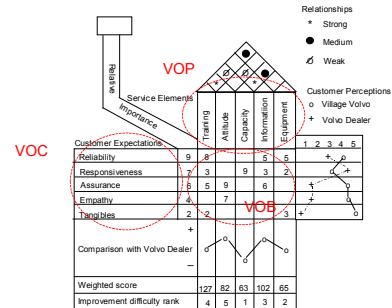 Relationships
* Strong
Medium
Weak
VOP
Relative
Importance
Service Elements
Customer Perceptions
o Village Volvo
+ Volvo Dealer
Training
Attitude
Capacity
Information
Equipment
VOC
Customer Expectations
1 2 3 4 5
Reliability 9 8 5 5
Responsiveness 7 3 9 3 2
Assurance 6 5 9 6
Empathy 4 7
Tangibles 2 2 3
VOB
+
Comparison with Volvo Dealer
–
Weighted score 127 82 63 102 65
Improvement difficulty rank 4 5 1 3 2